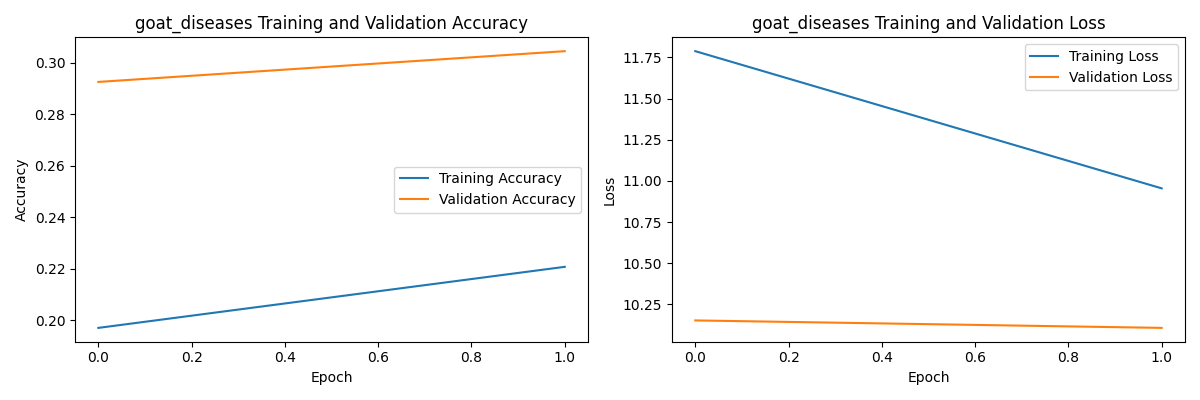 goat_diseases Training and Validation Accuracy
0.30
0.28
0.26
0.24
0.22
0.20
Accuracy
Training Accuracy
Validation Accuracy
0.0 0.2 0.4 0.6 0.8 1.0
Epoch
goat_diseases Training and Validation Loss
11.75
11.50
11.25
11.00
10.75
10.50
10.25
Loss
Training Loss
Validation Loss
0.0 0.2 0.4 0.6 0.8 1.0
Epoch